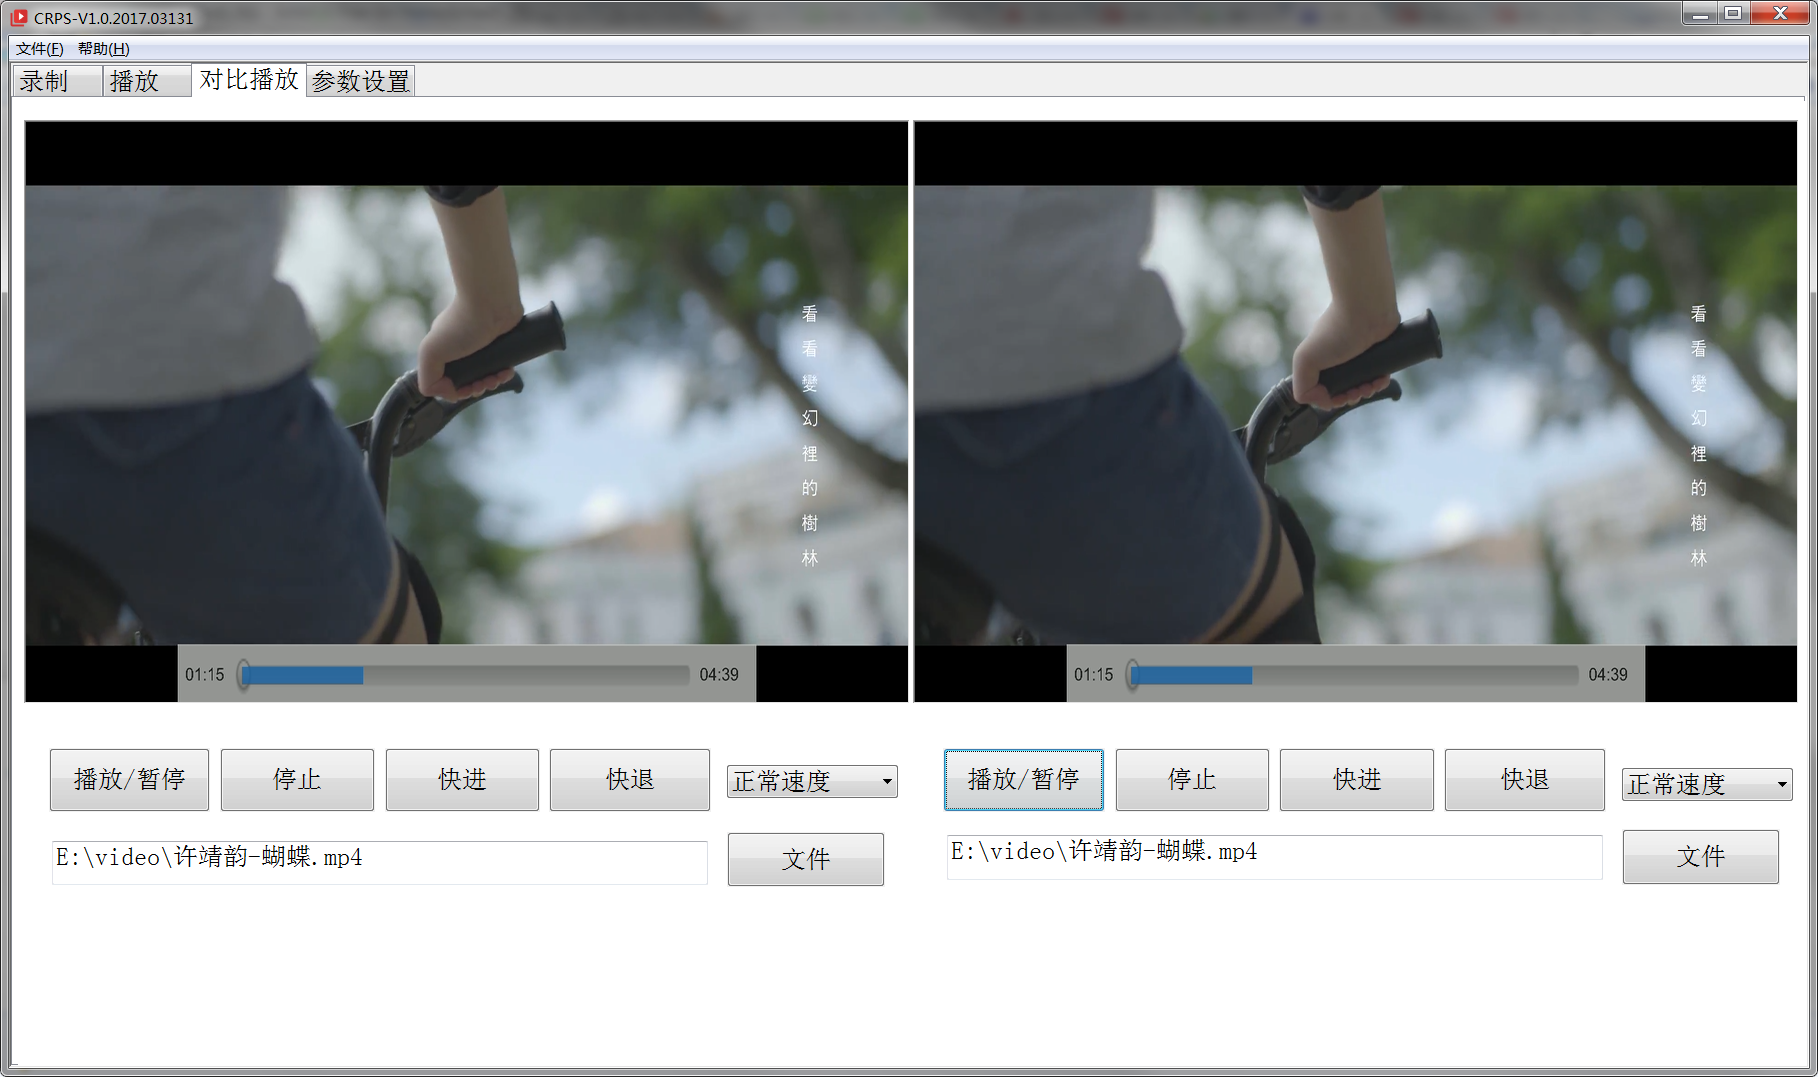 CRPS-V1.0.2017.03131
文件(F) 帮助(H)
录制 播放 对比播放 参数设置
看看變幻裡的樹林
看看變幻裡的樹林
01:15 04:39
01:15 04:39
播放/暂停 停止 快进 快退 正常速度
播放/暂停 停止 快进 快退 正常速度
E:\video\许靖韵-蝴蝶.mp4 文件
E:\video\许靖韵-蝴蝶.mp4 文件